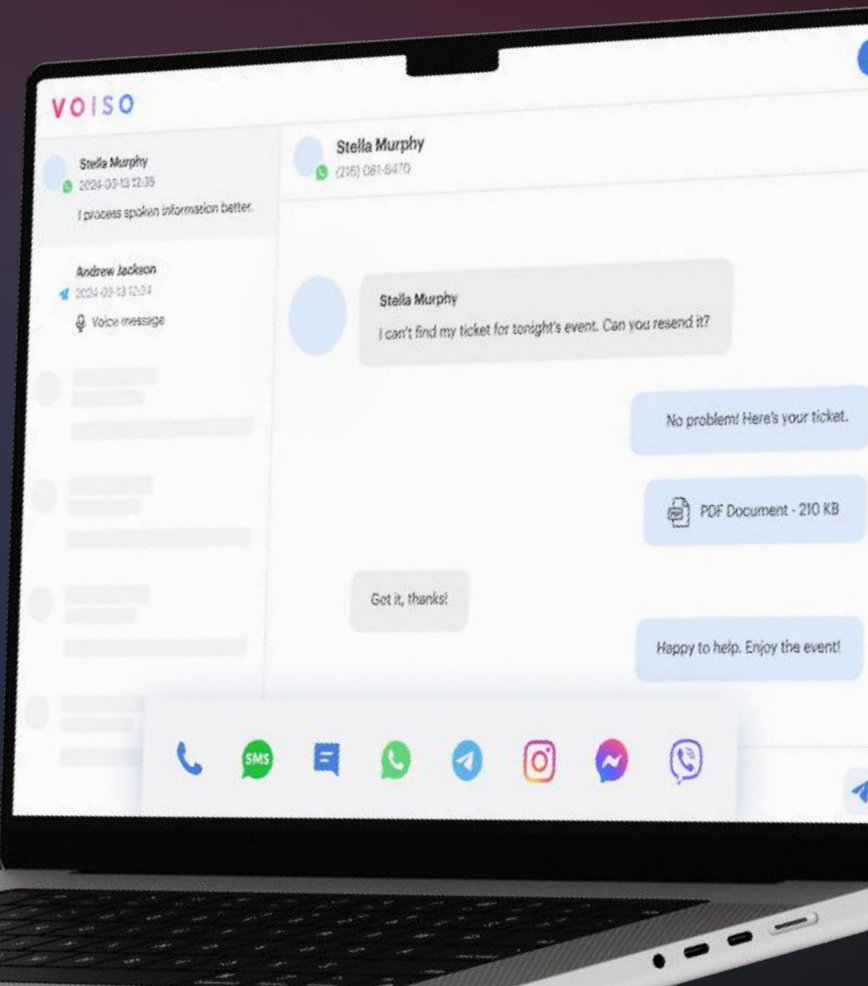 VOISO
Stella Murphy
2024-03-13 12:35
I process spoken information better.
Andrew Jackson
2024-03-13 12:34
Voice message
Stella Murphy
(216) 061-8470
Stella Murphy
I can't find my ticket for tonight's event. Can you resend it?
No problem! Here's your ticket.
PDF Document - 210 KB
Got it, thanks!
Happy to help. Enjoy the event!
SMS